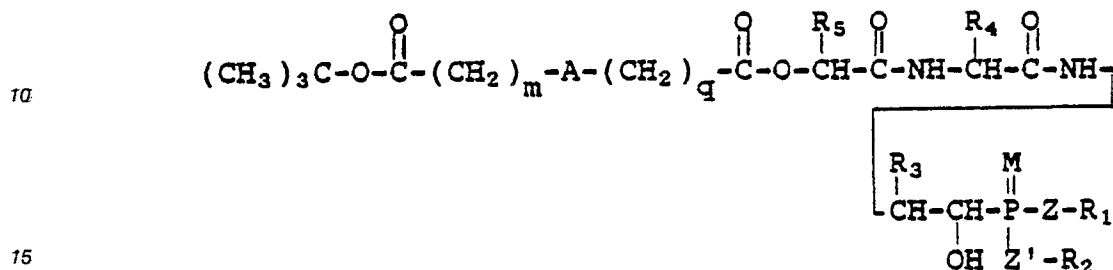 O O R5 O R4 O
(CH3)3C-O-C-(CH2)m-A-(CH2)q-C-O-CH-C-NH-CH-C-NH
10
R3 M
CH-CH-P-Z-R1
15 OH Z'-R2